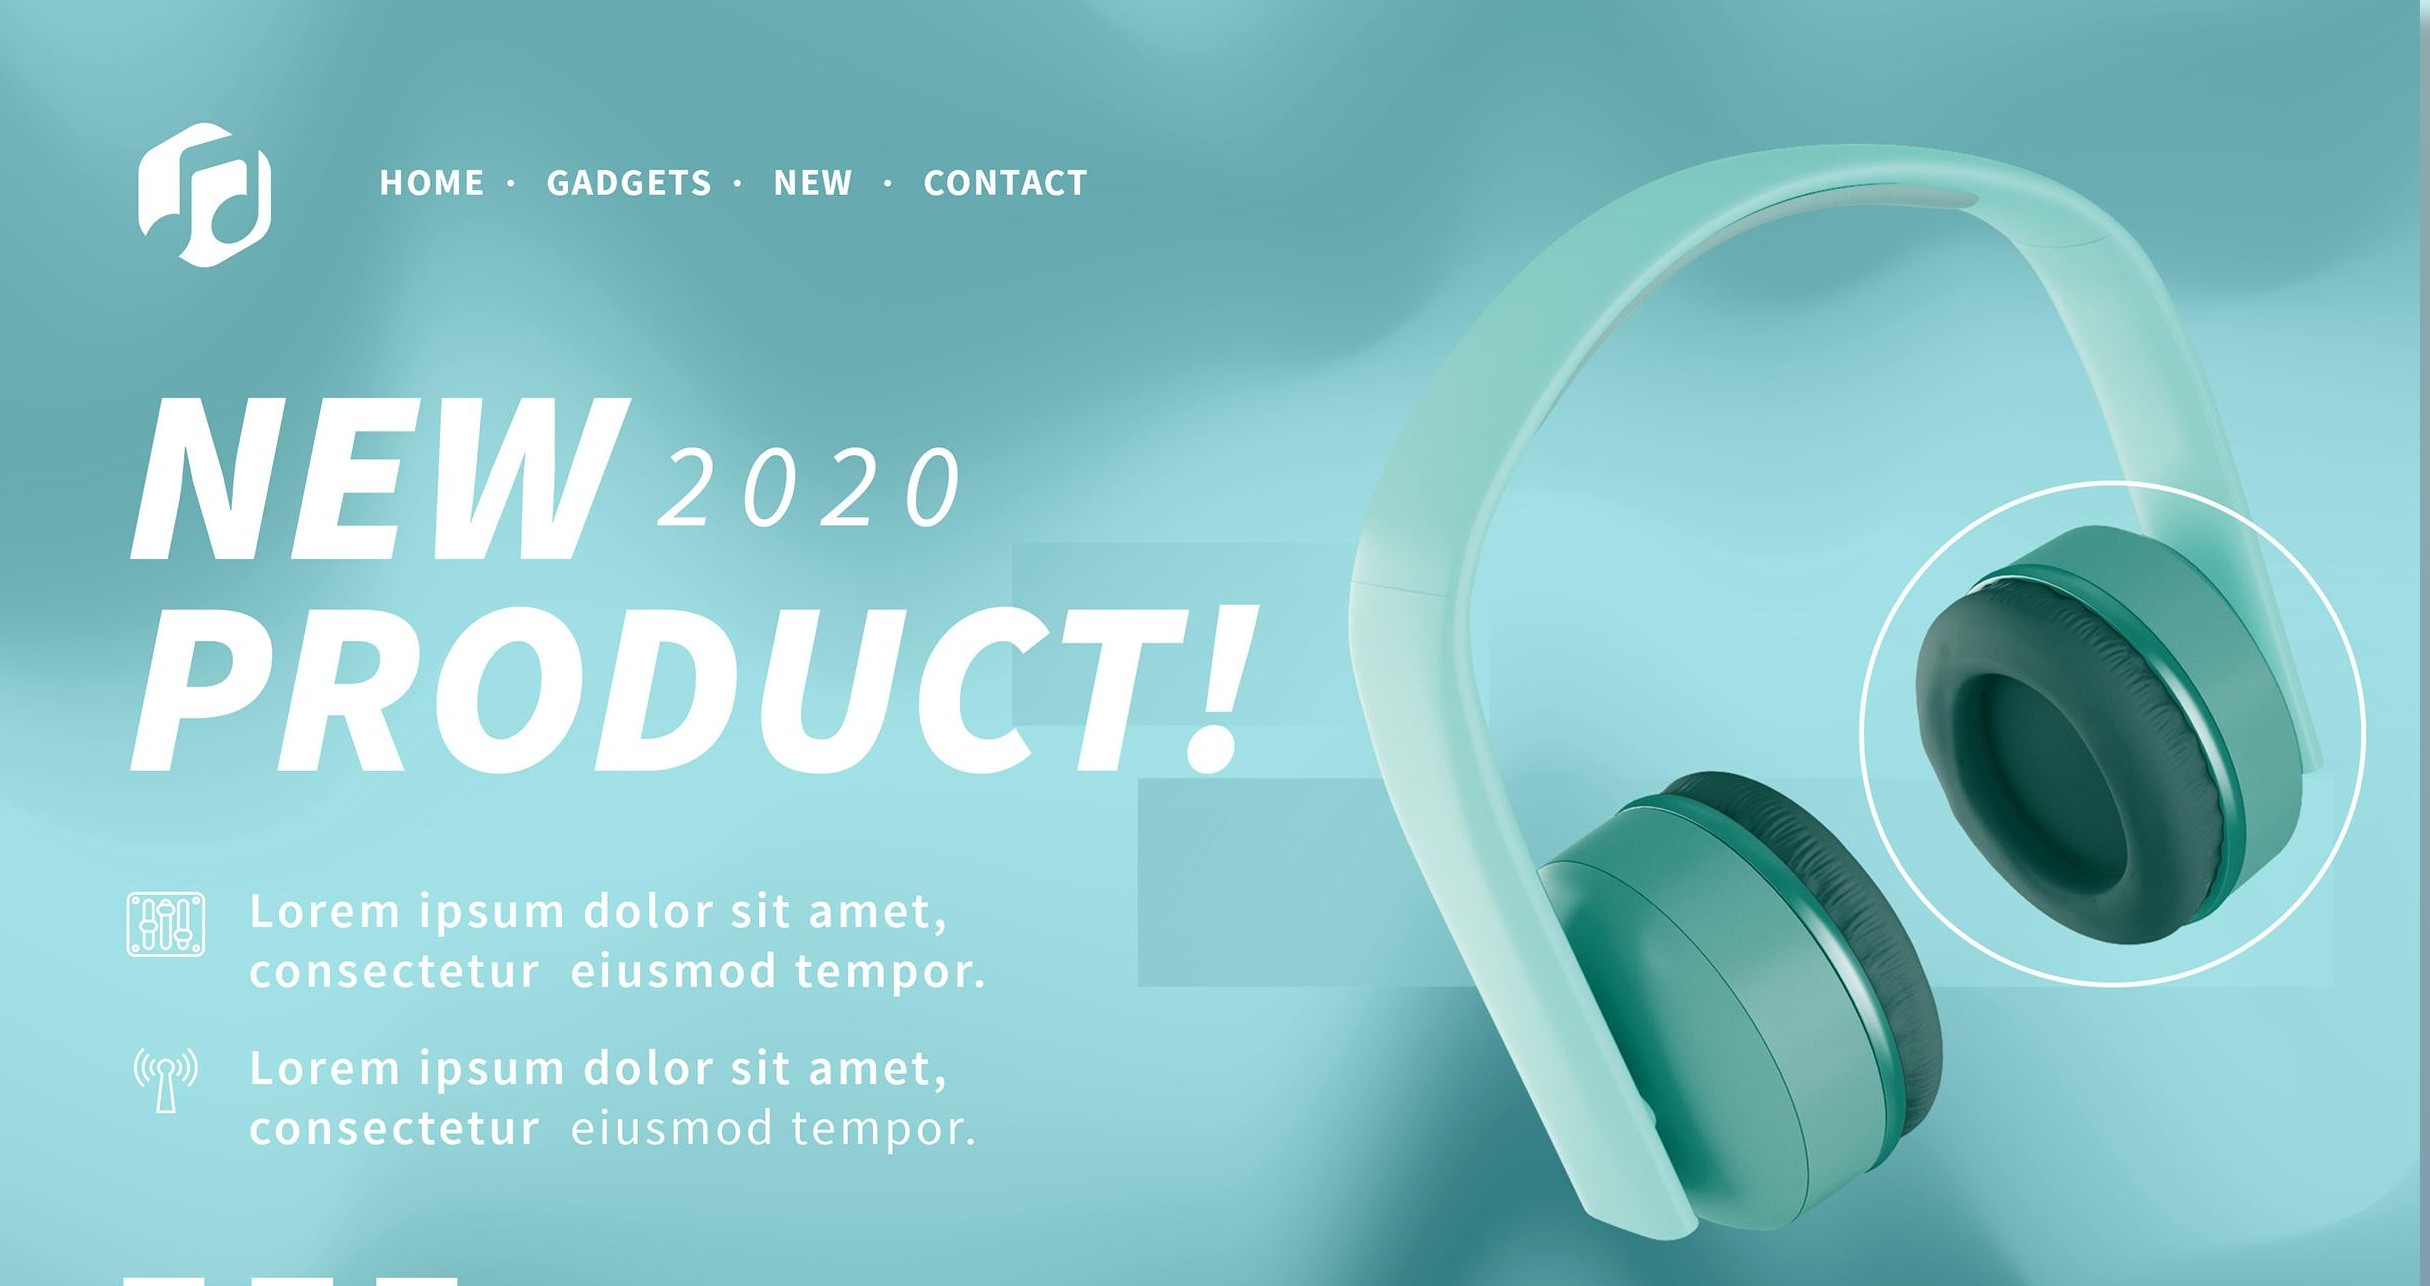 HOME · GADGETS · NEW · CONTACT
NEW 2020
PRODUCT!
Lorem ipsum dolor sit amet,
consectetur eiusmod tempor.
Lorem ipsum dolor sit amet,
consectetur eiusmod tempor.